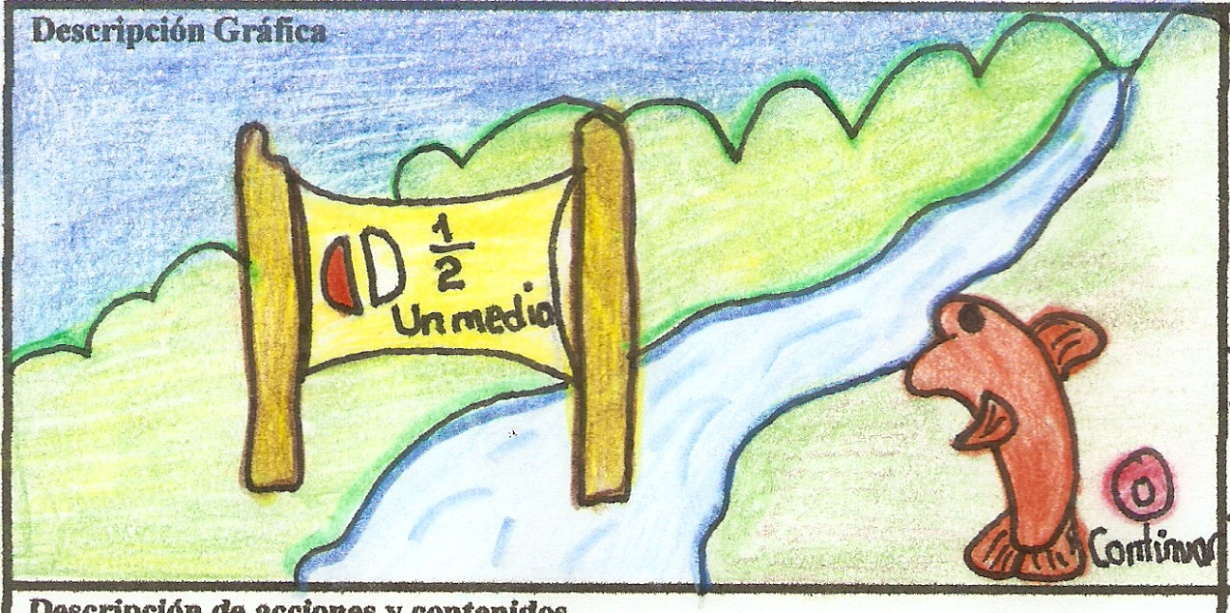 Descripción Gráfica
1
2
Un medio
O
Continuar
Descripción de acciones y contenidos